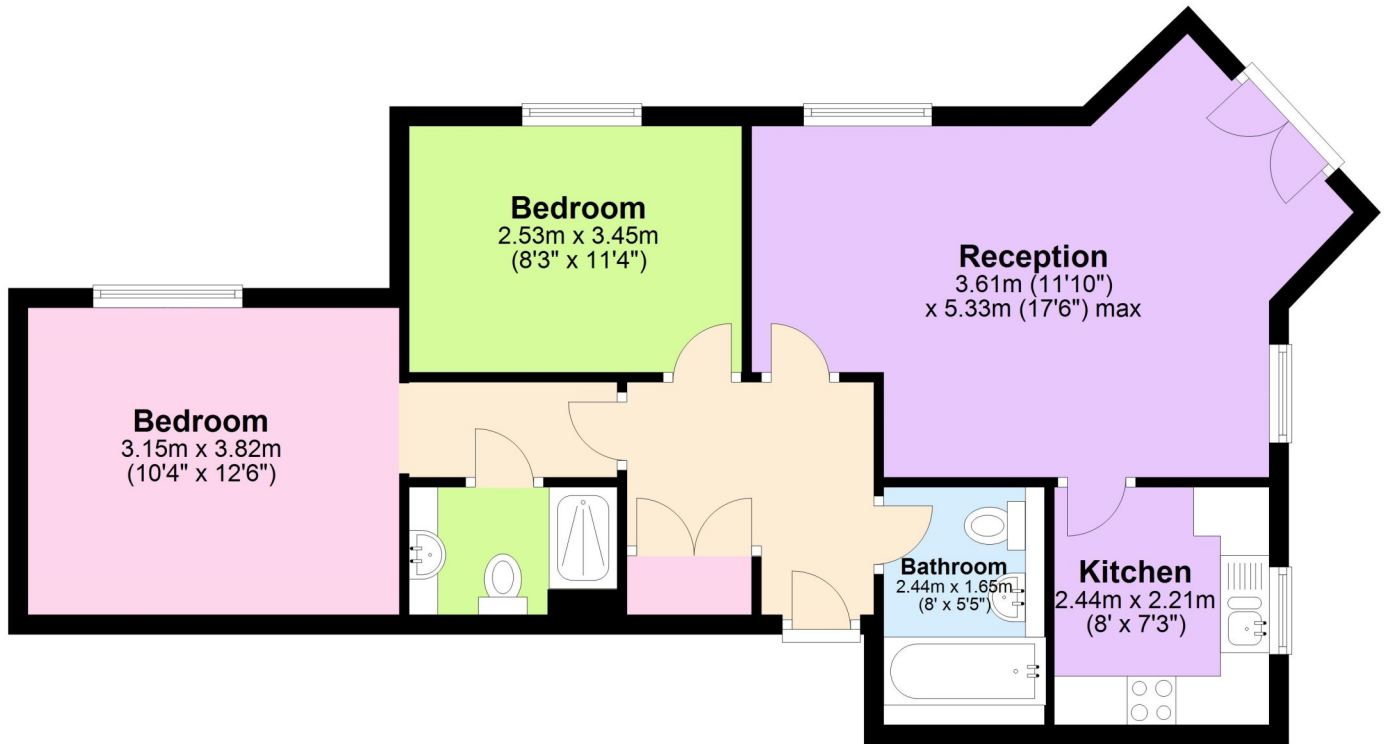 Bedroom
2.53m x 3.45m
(8'3" x 11'4")
Reception
3.61m (11'10")
x 5.33m (17'6") max
Bedroom
3.15m x 3.82m
(10'4" x 12'6")
Bathroom
2.44m x 1.65m
(8' x 5'5")
Kitchen
2.44m x 2.21m
(8' x 7'3")